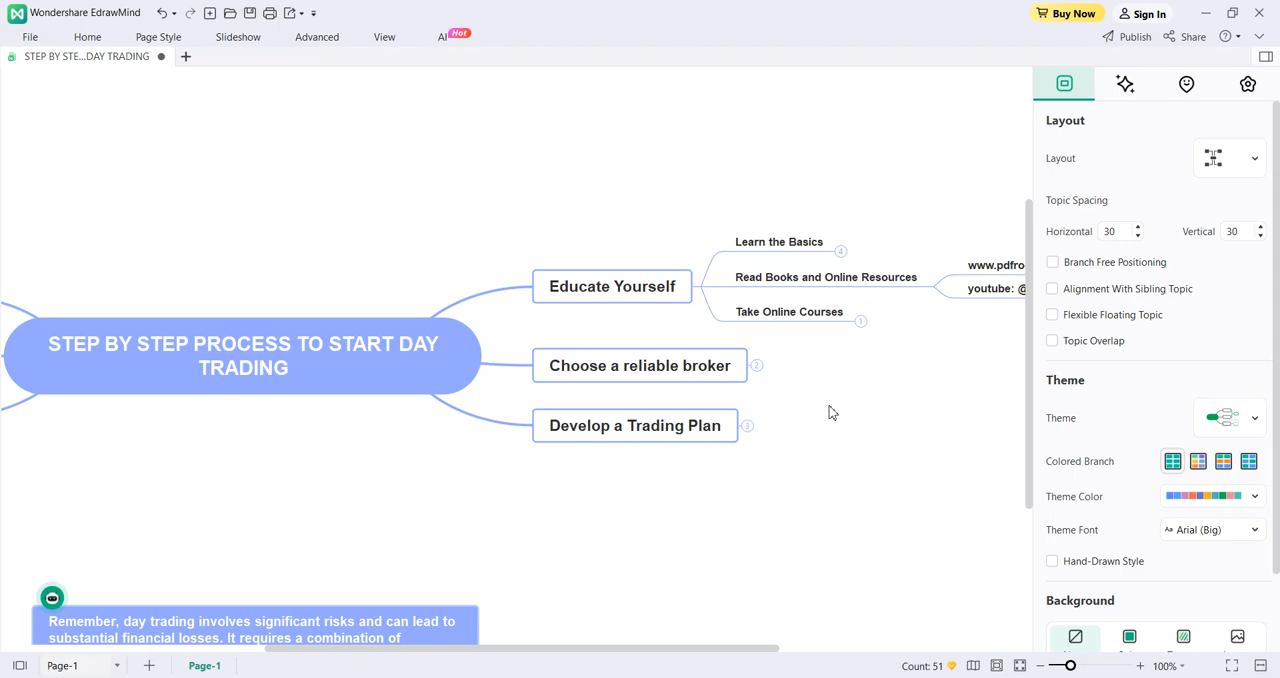 Wondershare EdrawMind
Buy Now
Sign In
File
Home
Page Style
Slideshow
Advanced
View
AI
Hot
Publish
Share
STEP BY STE...DAY TRADING
Layout
Layout
Topic Spacing
Horizontal 30
Vertical 30
Branch Free Positioning
Alignment With Sibling Topic
Flexible Floating Topic
Topic Overlap
Theme
Theme
Colored Branch
Theme Color
Theme Font
Aa Arial (Big)
Hand-Drawn Style
Background
STEP BY STEP PROCESS TO START DAY
TRADING
Educate Yourself
Learn the Basics
4
Read Books and Online Resources
www.pdfro
youtube: @
Take Online Courses
1
Choose a reliable broker
2
Develop a Trading Plan
3
Remember, day trading involves significant risks and can lead to
substantial financial losses. It requires a combination of
Page-1
Page-1
Count: 51
100%